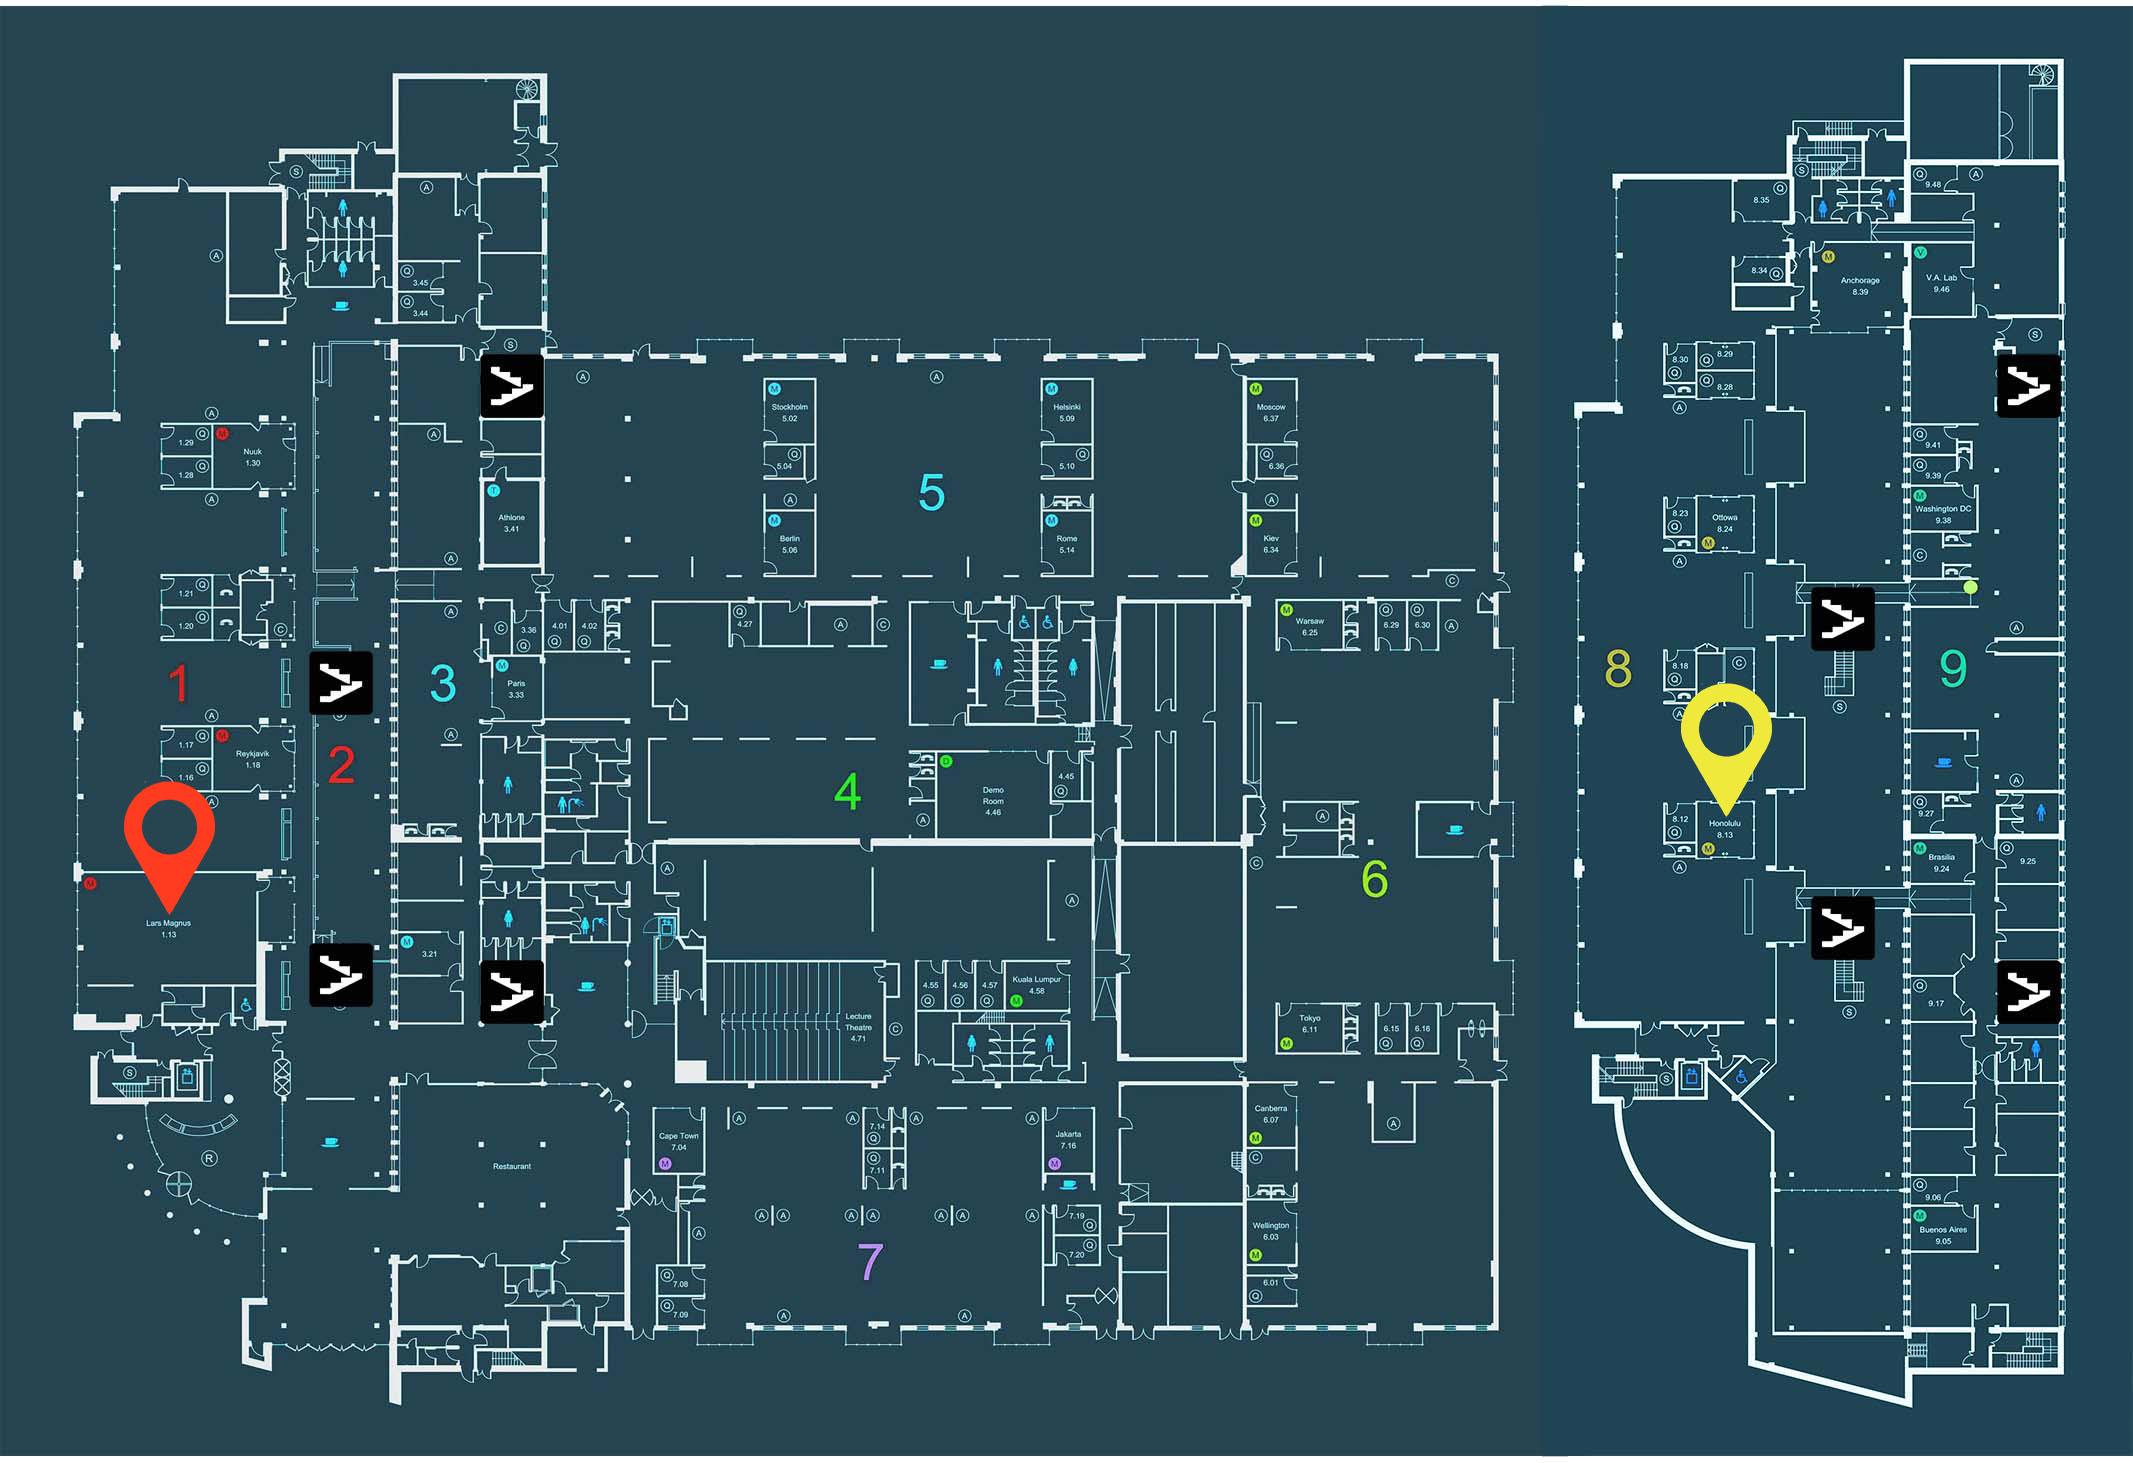 S
A
A
Q
3.45
Q
3.44
S
A
A
A
Q
1.29
M
Nuuk
1.30
Q
1.28
A
A
T
Athlone
3.41
A
M
Stockholm
5.02
Q
5.04
A
M
Berlin
5.06
5
M
Helsinki
5.09
Q
5.10
M
Rome
5.14
M
Moscow
6.37
Q
6.36
A
M
Kiev
6.34
C
Q
1.21
Q
1.20
C
A
C
3.36
Q
4.01
Q
4.02
Q
Q
4.27
A
C
M
Warsaw
6.25
Q
6.29
Q
6.30
A
1
3
M
Paris
3.33
A
A
Q
1.17
M
Reykjavik
1.18
Q
1.16
A
2
4
D
Demo
Room
4.46
4.45
Q
A
A
C
6
M
Lars Magnus
1.13
M
3.21
A
A
4.55
Q
4.56
Q
4.57
Q
Kuala Lumpur
4.58
M
Lecture
Theatre
4.71
C
Tokyo
6.11
M
6.15
Q
6.16
Q
S
R
Restaurant
Cape Town
7.04
M
A
A
7.14
Q
Q
7.11
A
A
Jakarta
7.16
M
Canberra
6.07
M
C
A
A
A
A
A
A
A
A
A
7.19
Q
Q
7.20
Wellington
6.03
M
6.01
Q
7
Q
7.08
Q
7.09
A
A
S
Q
8.35
Q
9.48
A
8.34
Q
M
Anchorage
8.39
V
V.A. Lab
9.46
S
8.30
Q
8.29
Q
Q
8.28
A
Q
9.41
Q
9.39
8.23
Q
Ottowa
8.24
M
A
M
Washington DC
9.38
C
A
8
8.18
Q
C
A
9
S
A
8.12
Q
Honolulu
8.13
M
A
Q
9.27
M
Brasilia
9.24
Q
9.25
Q
9.17
S
S
Q
9.06
M
Buenos Aires
9.05